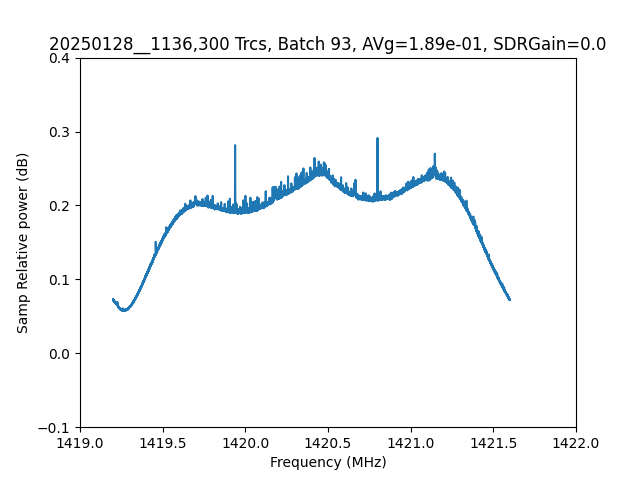 20250128__1136,300 Trcs, Batch 93, AVg=1.89e-01, SDRGain=0.0
0.4
0.3
0.2
0.1
0.0
−0.1
Samp Relative power (dB)
1419.0 1419.5 1420.0 1420.5 1421.0 1421.5 1422.0
Frequency (MHz)